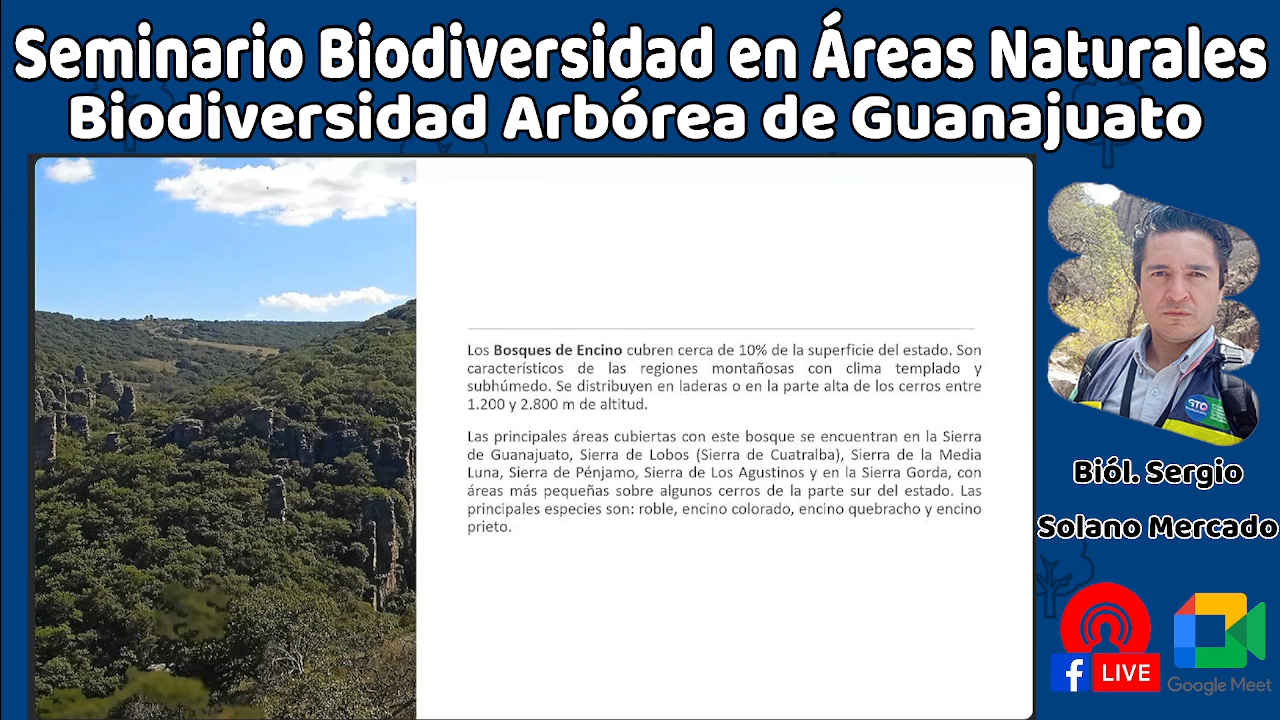 Seminario Biodiversidad en Áreas Naturales
Biodiversidad Arbórea de Guanajuato
Los Bosques de Encino cubren cerca de 10% de la superficie del estado. Son
característicos de las regiones montañosas con clima templado y
subhúmedo. Se distribuyen en laderas o en la parte alta de los cerros entre
1.200 y 2.800 m de altitud.
Las principales áreas cubiertas con este bosque se encuentran en la Sierra
de Guanajuato, Sierra de Lobos (Sierra de Cuatralba), Sierra de la Media
Luna, Sierra de Pénjamo, Sierra de Los Agustinos y en la Sierra Gorda, con
áreas más pequeñas sobre algunos cerros de la parte sur del estado. Las
principales especies son: roble, encino colorado, encino quebracho y encino
prieto.
GTO
Biól. Sergio
Solano Mercado
f LIVE
Google Meet